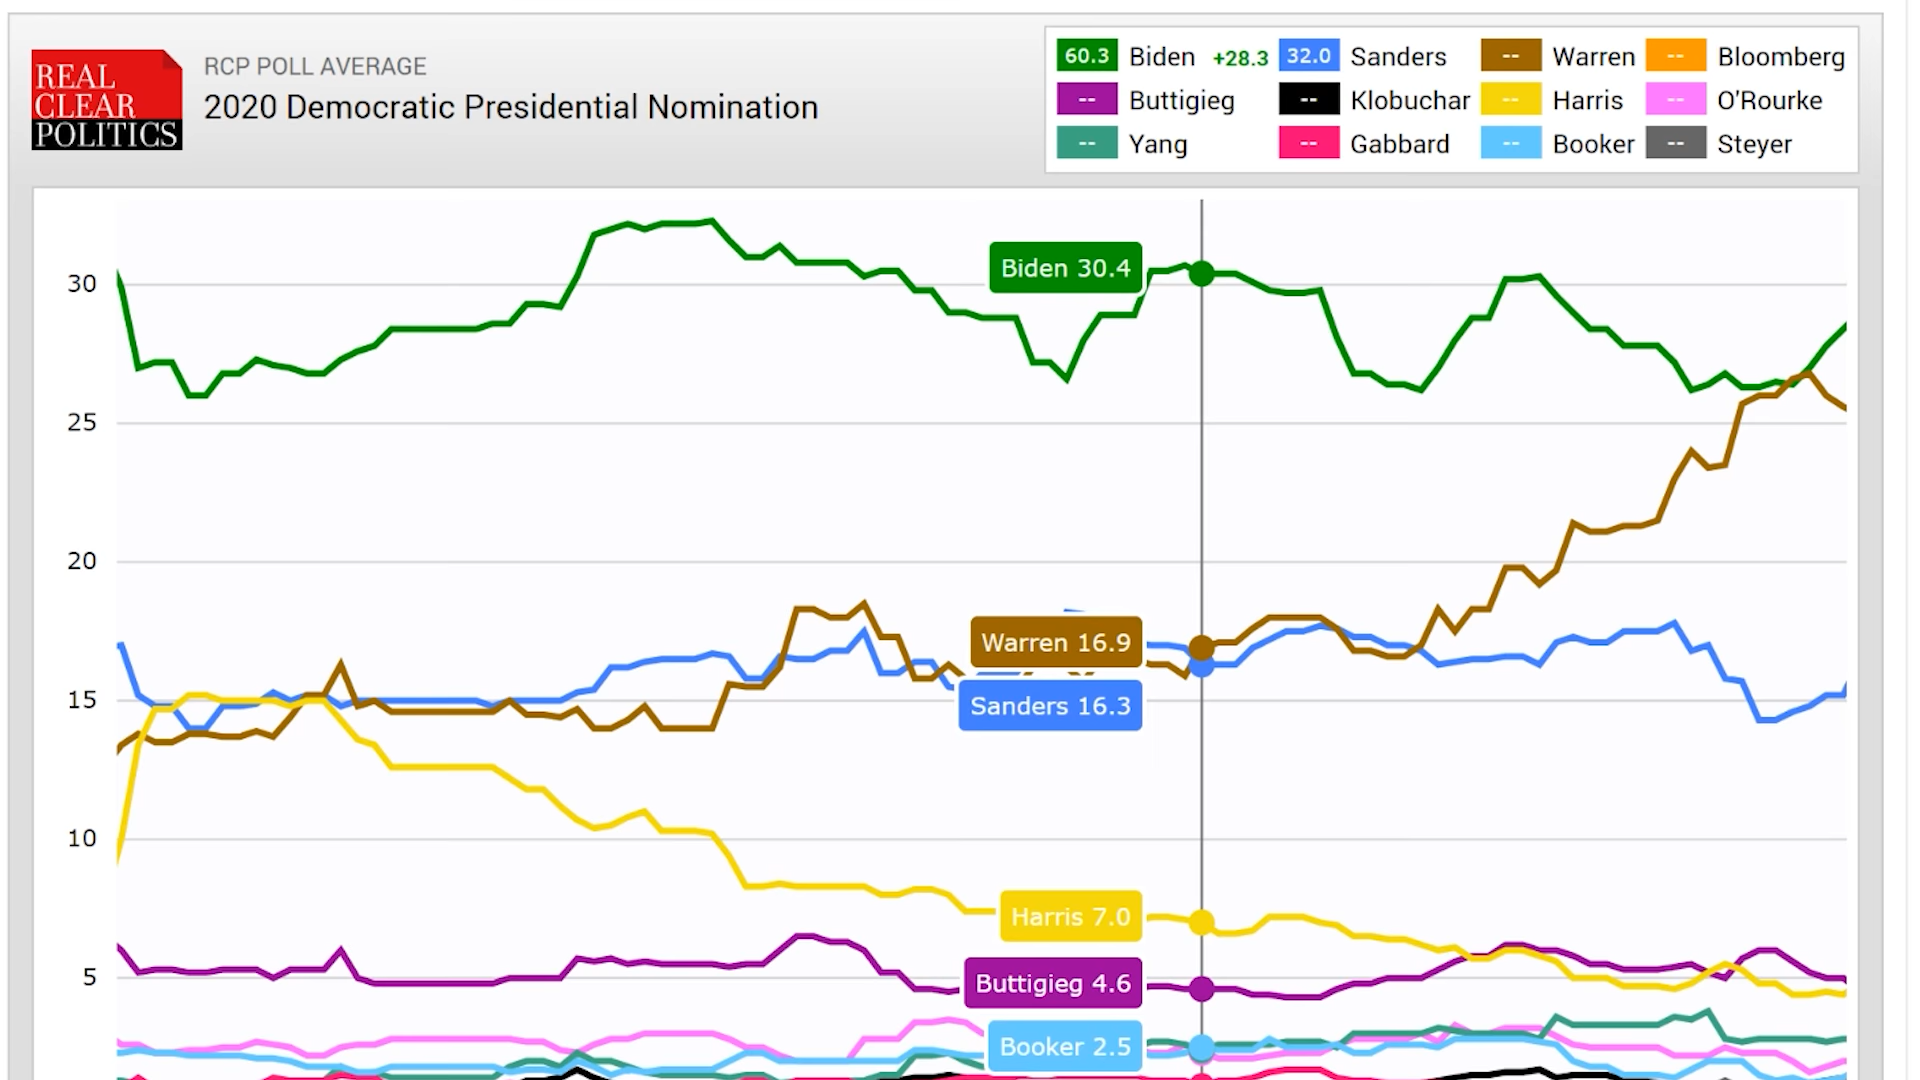 REAL
CLEAR
POLITICS
RCP POLL AVERAGE
2020 Democratic Presidential Nomination
60.3 Biden +28.3 32.0 Sanders -- Warren -- Bloomberg
-- Buttigieg -- Klobuchar -- Harris -- O'Rourke
-- Yang -- Gabbard -- Booker -- Steyer
30
25
20
15
10
5
Biden 30.4
Warren 16.9
Sanders 16.3
Harris 7.0
Buttigieg 4.6
Booker 2.5